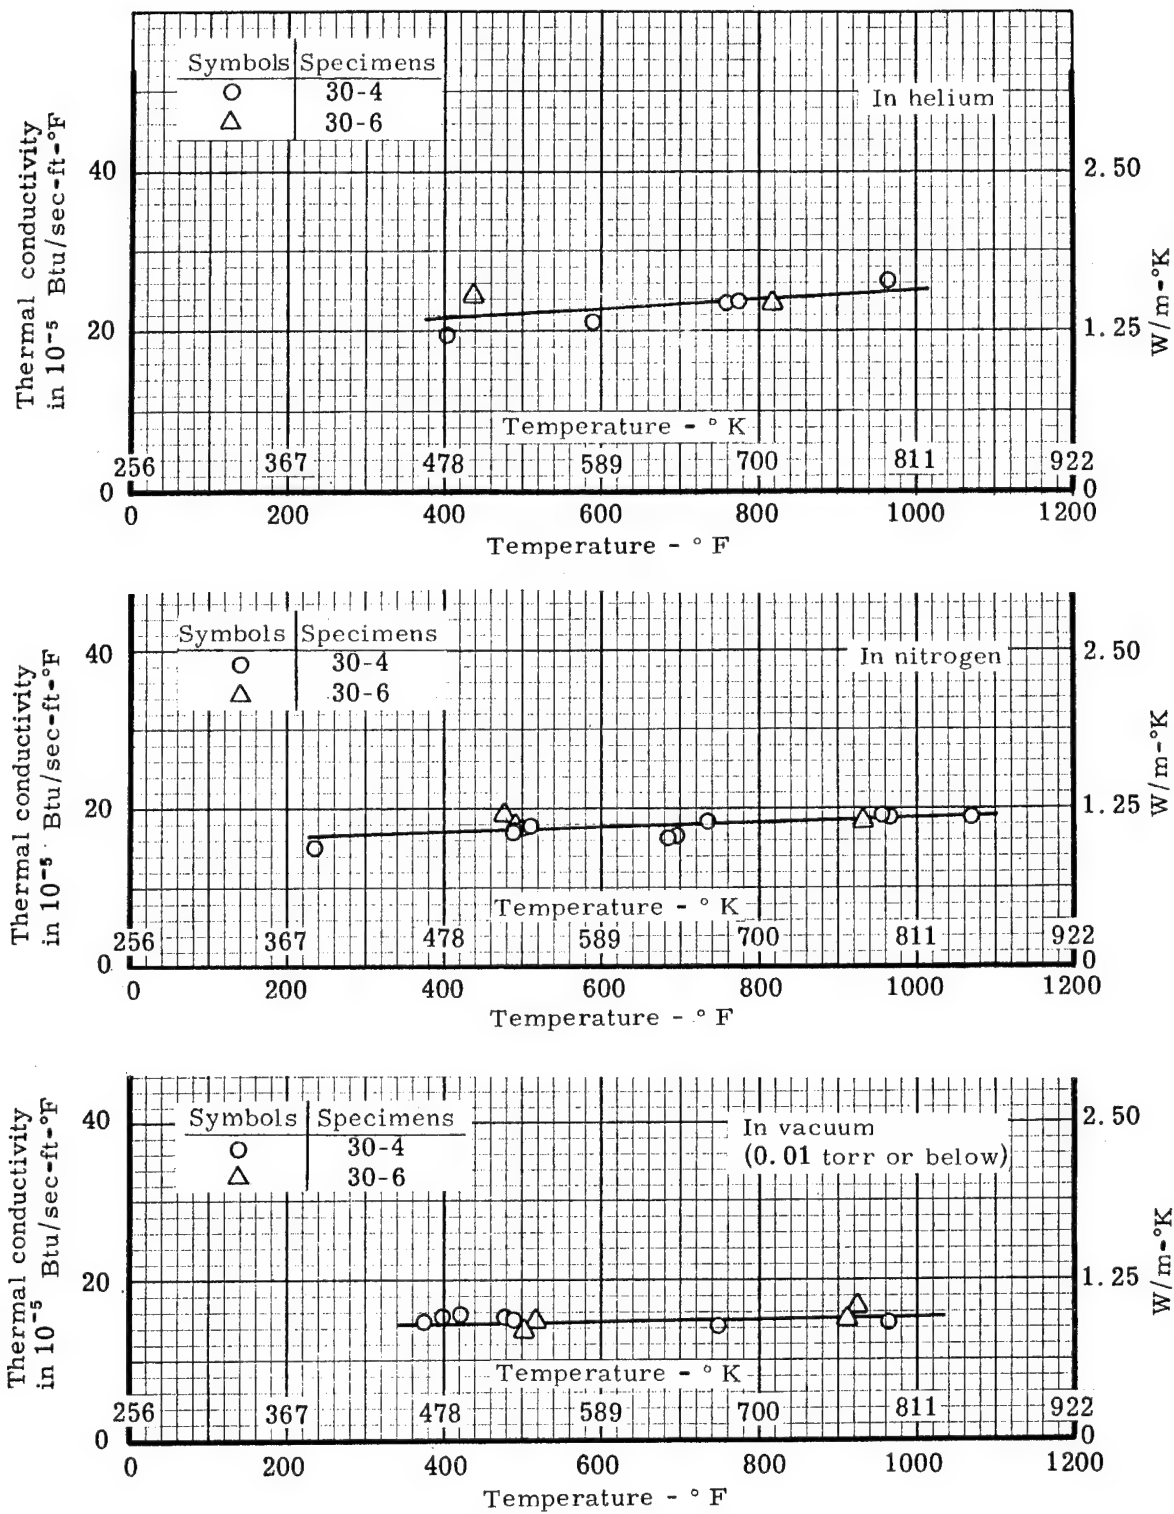 Symbols Specimens
○ 30-4
△ 30-6
In helium
Thermal conductivity
in 10⁻⁵ Btu/sec-ft-°F
40
20
0
2.50
1.25
0
W/m-°K
Temperature - ° K
256 367 478 589 700 811 922
0 200 400 600 800 1000 1200
Temperature - ° F
Symbols Specimens
○ 30-4
△ 30-6
In nitrogen
Thermal conductivity
in 10⁻⁵ Btu/sec-ft-°F
40
20
0
2.50
1.25
0
W/m-°K
Temperature - ° K
256 367 478 589 700 811 922
0 200 400 600 800 1000 1200
Temperature - ° F
Symbols Specimens
○ 30-4
△ 30-6
In vacuum
(0.01 torr or below)
Thermal conductivity
in 10⁻⁵ Btu/sec-ft-°F
40
20
0
2.50
1.25
0
W/m-°K
Temperature - ° K
256 367 478 589 700 811 922
0 200 400 600 800 1000 1200
Temperature - ° F